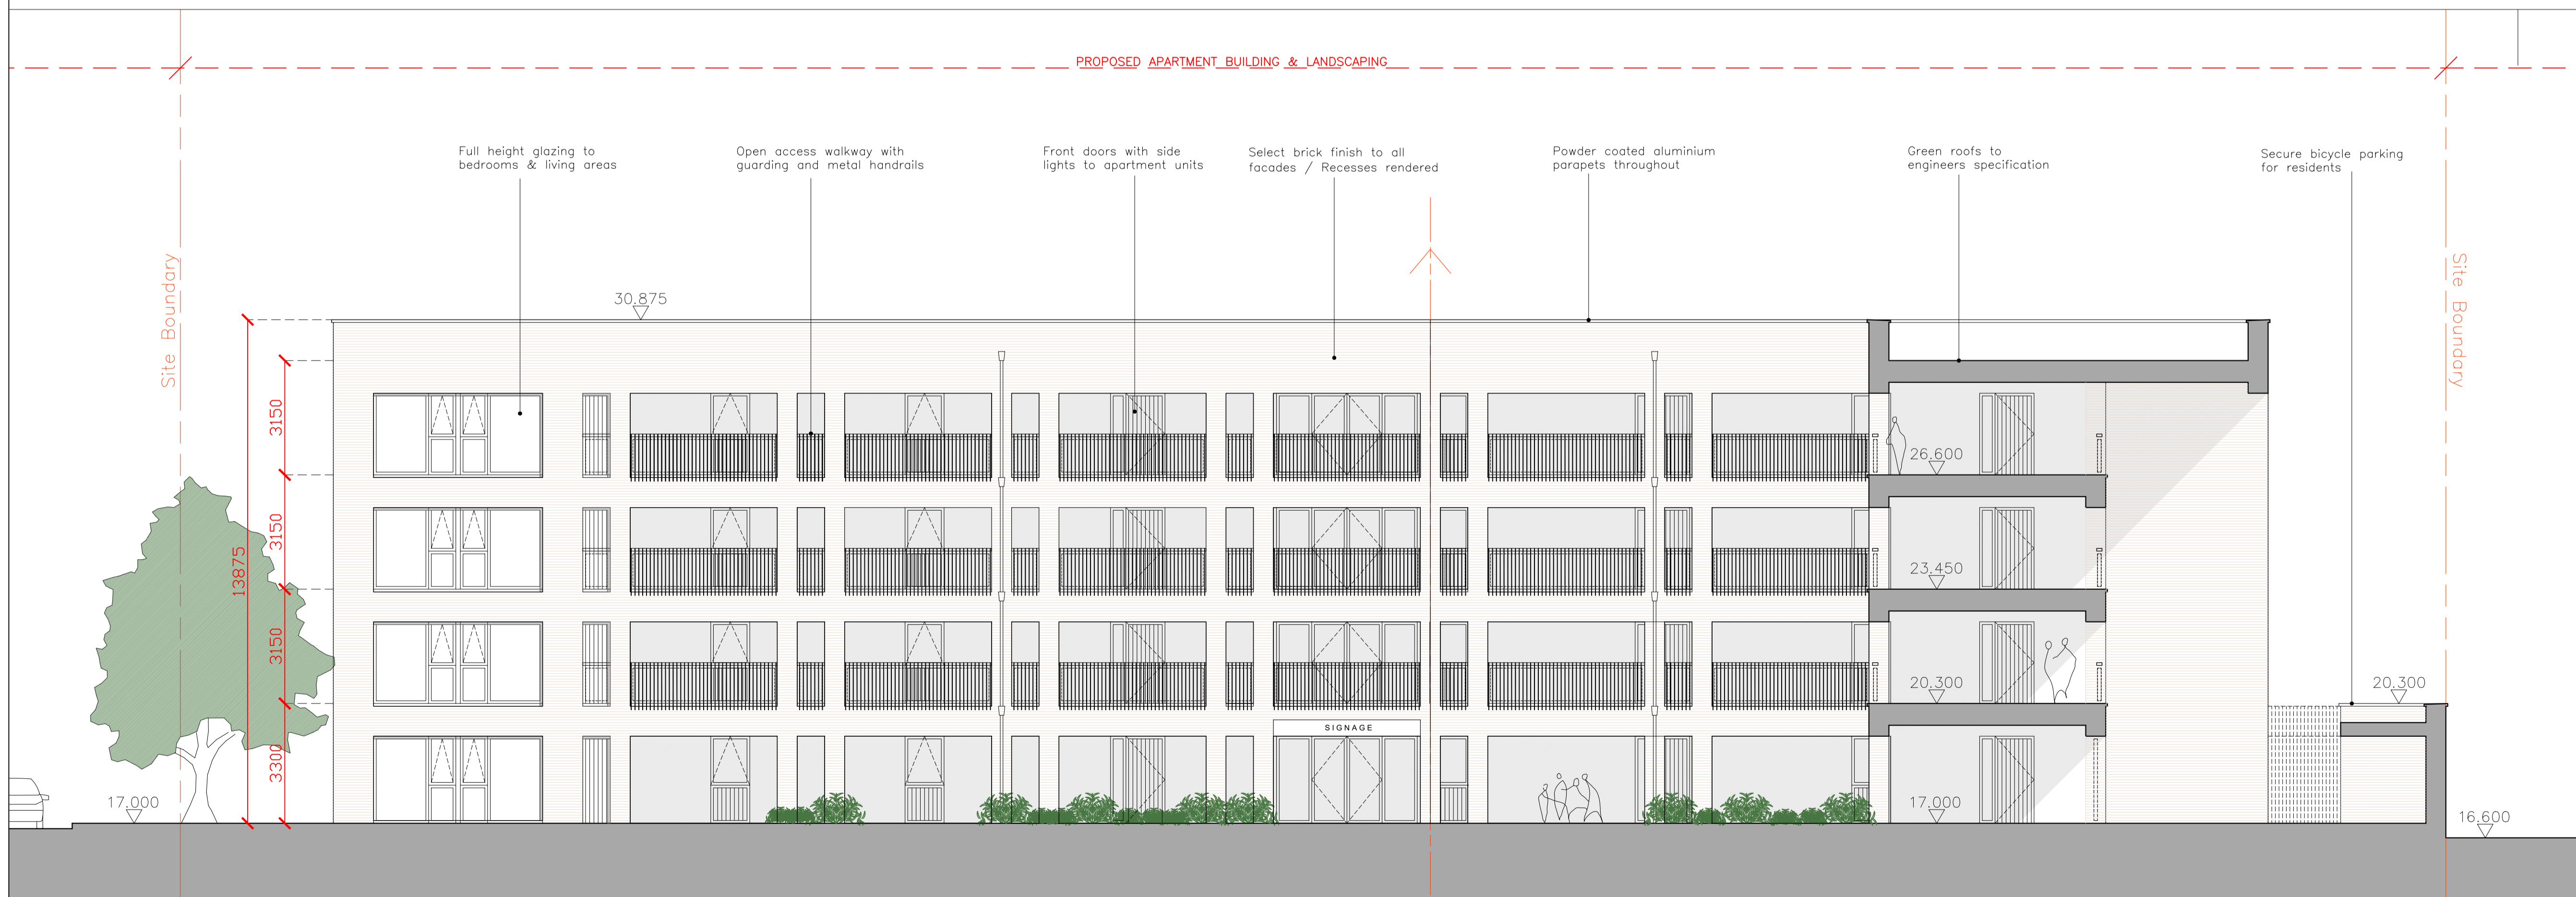 PROPOSED APARTMENT BUILDING & LANDSCAPING
Full height glazing to
bedrooms & living areas
Open access walkway with
guarding and metal handrails
Front doors with side
lights to apartment units
Select brick finish to all
facades / Recesses rendered
Powder coated aluminium
parapets throughout
Green roofs to
engineers specification
Secure bicycle parking
for residents
Site Boundary
Site Boundary
30.875
13875
3150
3150
3150
3300
26.600
23.450
20.300
20.300
SIGNAGE
17.000
17.000
16.600